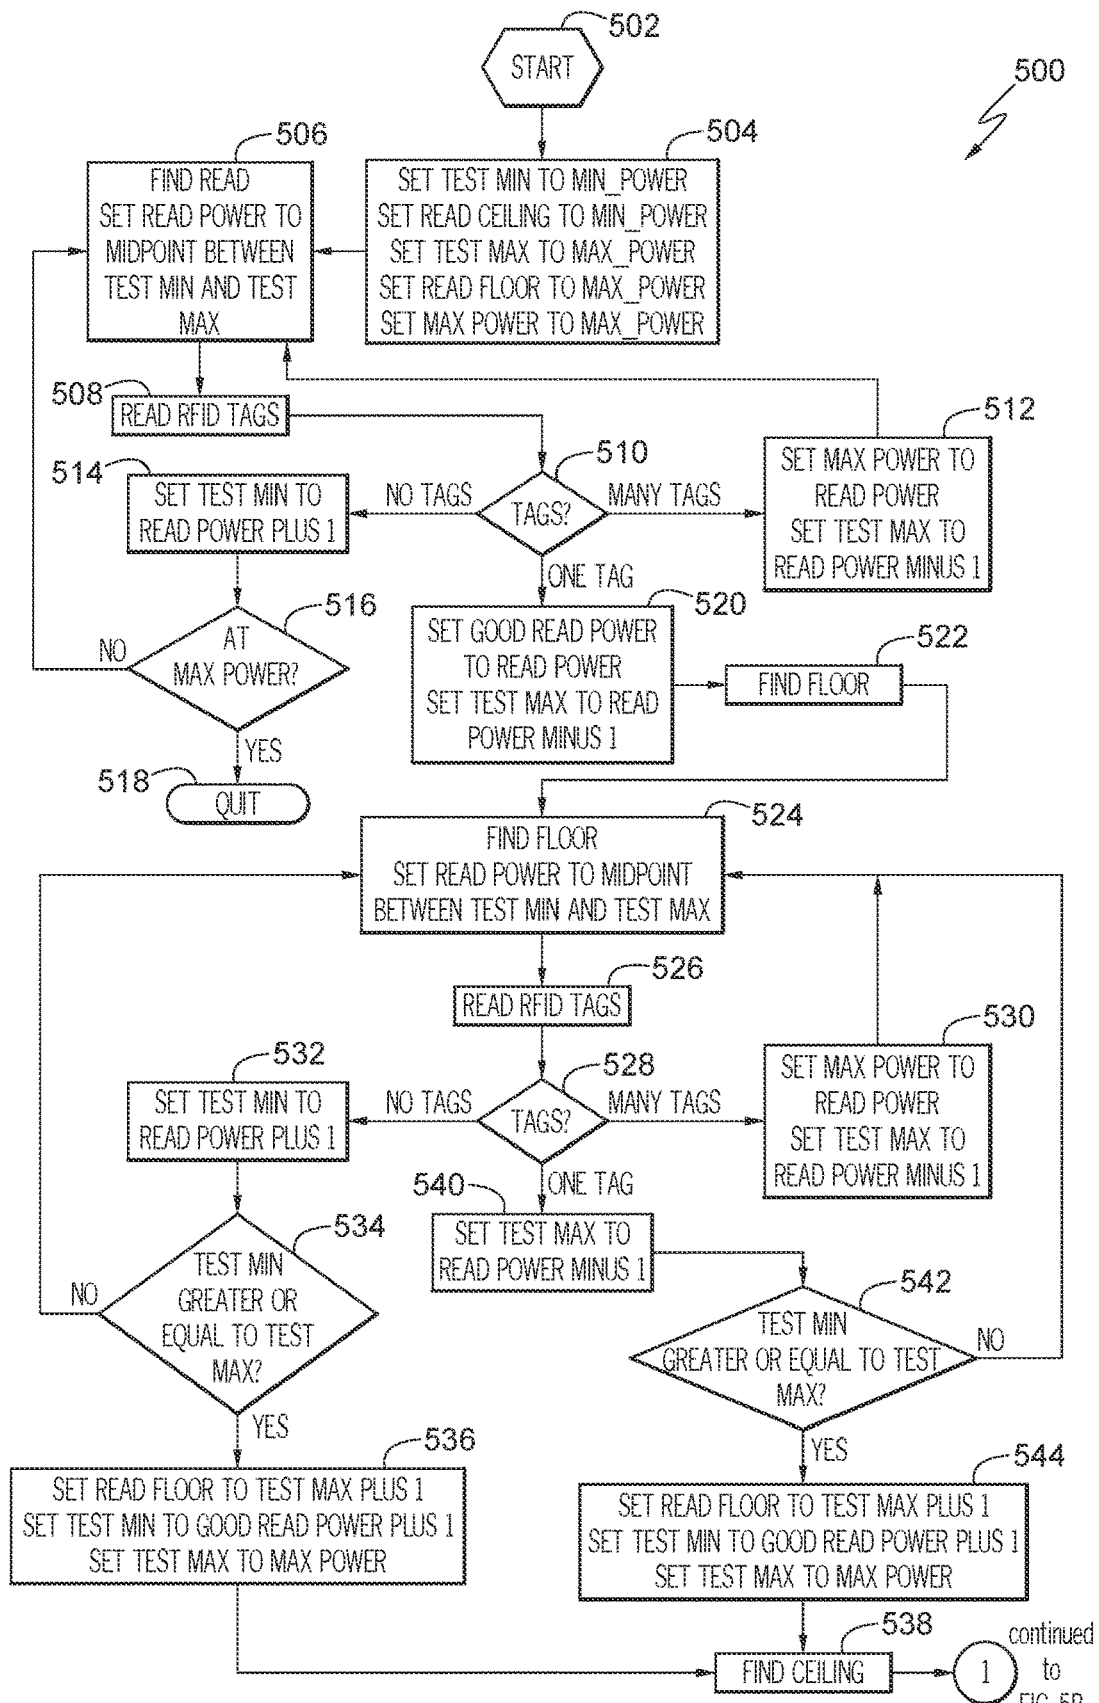 502
START
500
506
504
FIND READ
SET READ POWER TO
MIDPOINT BETWEEN
TEST MIN AND TEST
MAX
SET TEST MIN TO MIN_POWER
SET READ CEILING TO MIN_POWER
SET TEST MAX TO MAX_POWER
SET READ FLOOR TO MAX_POWER
SET MAX POWER TO MAX_POWER
508
READ RFID TAGS
510
TAGS?
NO TAGS
MANY TAGS
ONE TAG
512
SET MAX POWER TO
READ POWER
SET TEST MAX TO
READ POWER MINUS 1
514
SET TEST MIN TO
READ POWER PLUS 1
516
AT
MAX POWER?
NO
YES
518
QUIT
520
SET GOOD READ POWER
TO READ POWER
SET TEST MAX TO READ
POWER MINUS 1
522
FIND FLOOR
524
FIND FLOOR
SET READ POWER TO MIDPOINT
BETWEEN TEST MIN AND TEST MAX
526
READ RFID TAGS
528
TAGS?
NO TAGS
MANY TAGS
ONE TAG
530
SET MAX POWER TO
READ POWER
SET TEST MAX TO
READ POWER MINUS 1
532
SET TEST MIN TO
READ POWER PLUS 1
534
TEST MIN
GREATER OR
EQUAL TO TEST
MAX?
NO
YES
540
SET TEST MAX TO
READ POWER MINUS 1
542
TEST MIN
GREATER OR EQUAL TO TEST
MAX?
NO
YES
536
SET READ FLOOR TO TEST MAX PLUS 1
SET TEST MIN TO GOOD READ POWER PLUS 1
SET TEST MAX TO MAX POWER
544
SET READ FLOOR TO TEST MAX PLUS 1
SET TEST MIN TO GOOD READ POWER PLUS 1
SET TEST MAX TO MAX POWER
538
FIND CEILING
1
continued
to
FIG. 5B